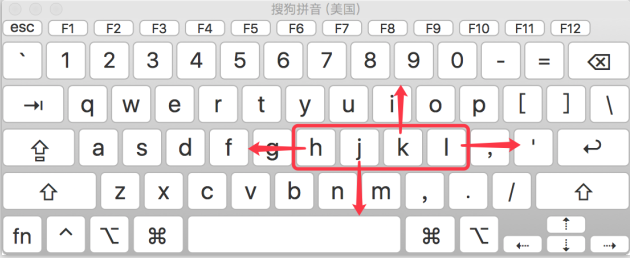 搜狗拼音 (美国)
esc F1 F2 F3 F4 F5 F6 F7 F8 F9 F10 F11 F12
` 1 2 3 4 5 6 7 8 9 0 - =
q w e r t y u i o p [ ] \
a s d f g h j k l ; '
z x c v b n m , . /
fn ^ ⌥ ⌘ ⌘ ⌥